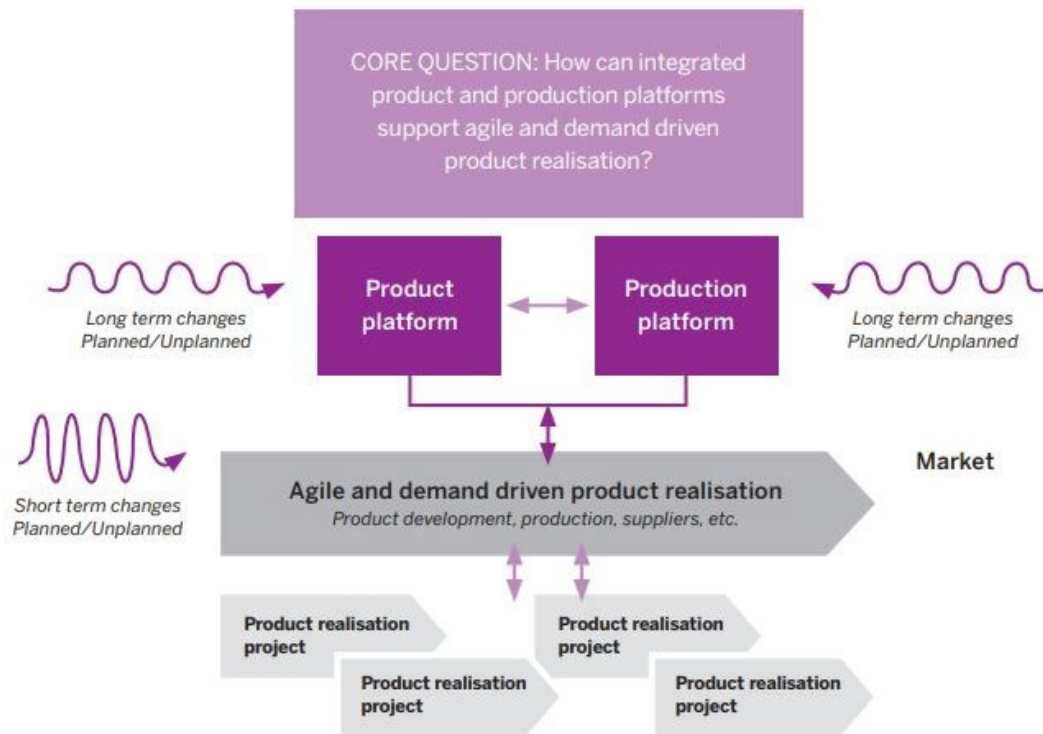 CORE QUESTION: How can integrated
product and production platforms
support agile and demand driven
product realisation?
Product
platform
Production
platform
Long term changes
Planned/Unplanned
Long term changes
Planned/Unplanned
Short term changes
Planned/Unplanned
Agile and demand driven product realisation
Product development, production, suppliers, etc.
Market
Product realisation
project
Product realisation
project
Product realisation
project
Product realisation
project